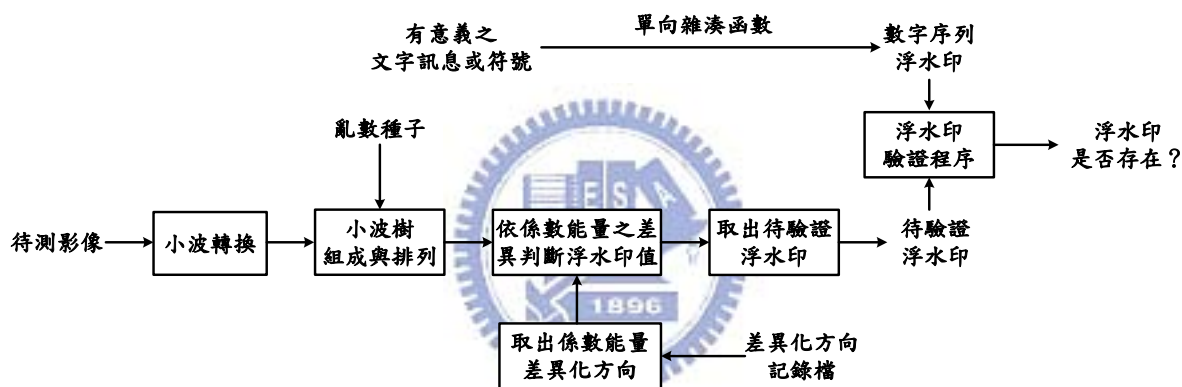 有意義之
文字訊息或符號
單向雜湊函數
數字序列
浮水印
亂數種子
浮水印
驗證程序
浮水印
是否存在？
待測影像
小波轉換
小波樹
組成與排列
依係數能量之差
異判斷浮水印值
取出待驗證
浮水印
待驗證
浮水印
ESA
1896
取出係數能量
差異化方向
差異化方向
記錄檔